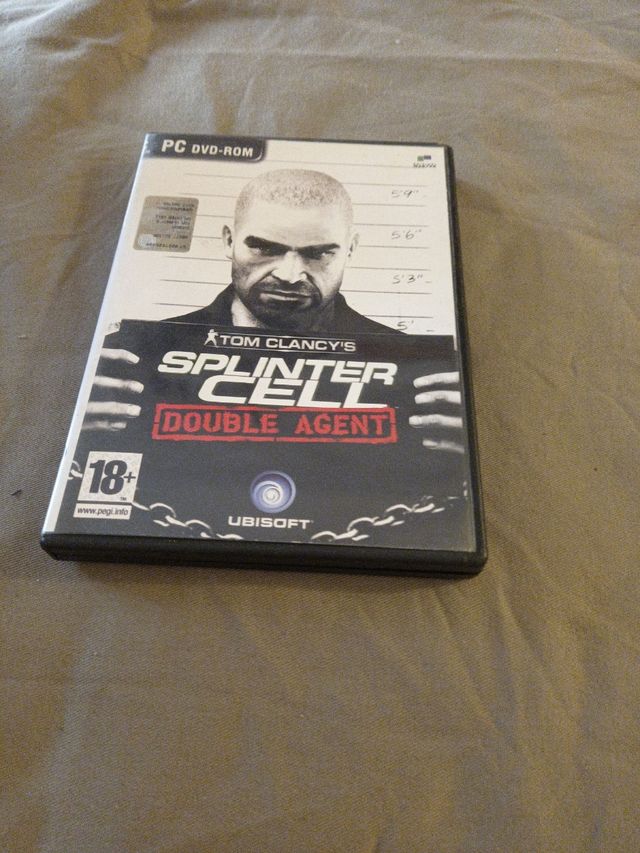 PC DVD-ROM
5'9"
5'6"
5'3"
5'
TOM CLANCY'S
SPLINTER
CELL
DOUBLE AGENT
18+
www.pegi.info
UBISOFT